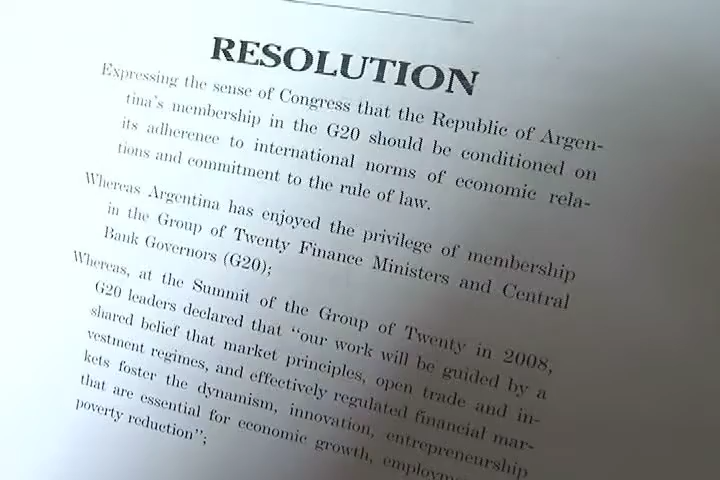 RESOLUTION
Expressing the sense of Congress that the Republic of Argen-
tina's membership in the G20 should be conditioned on
its adherence to international norms of economic rela-
tions and commitment to the rule of law.
Whereas Argentina has enjoyed the privilege of membership
in the Group of Twenty Finance Ministers and Central
Bank Governors (G20);
Whereas, at the Summit of the Group of Twenty in 2008,
G20 leaders declared that "our work will be guided by a
shared belief that market principles, open trade and in-
vestment regimes, and effectively regulated financial mar-
kets foster the dynamism, innovation, entrepreneurship
that are essential for economic growth,
poverty reduction";